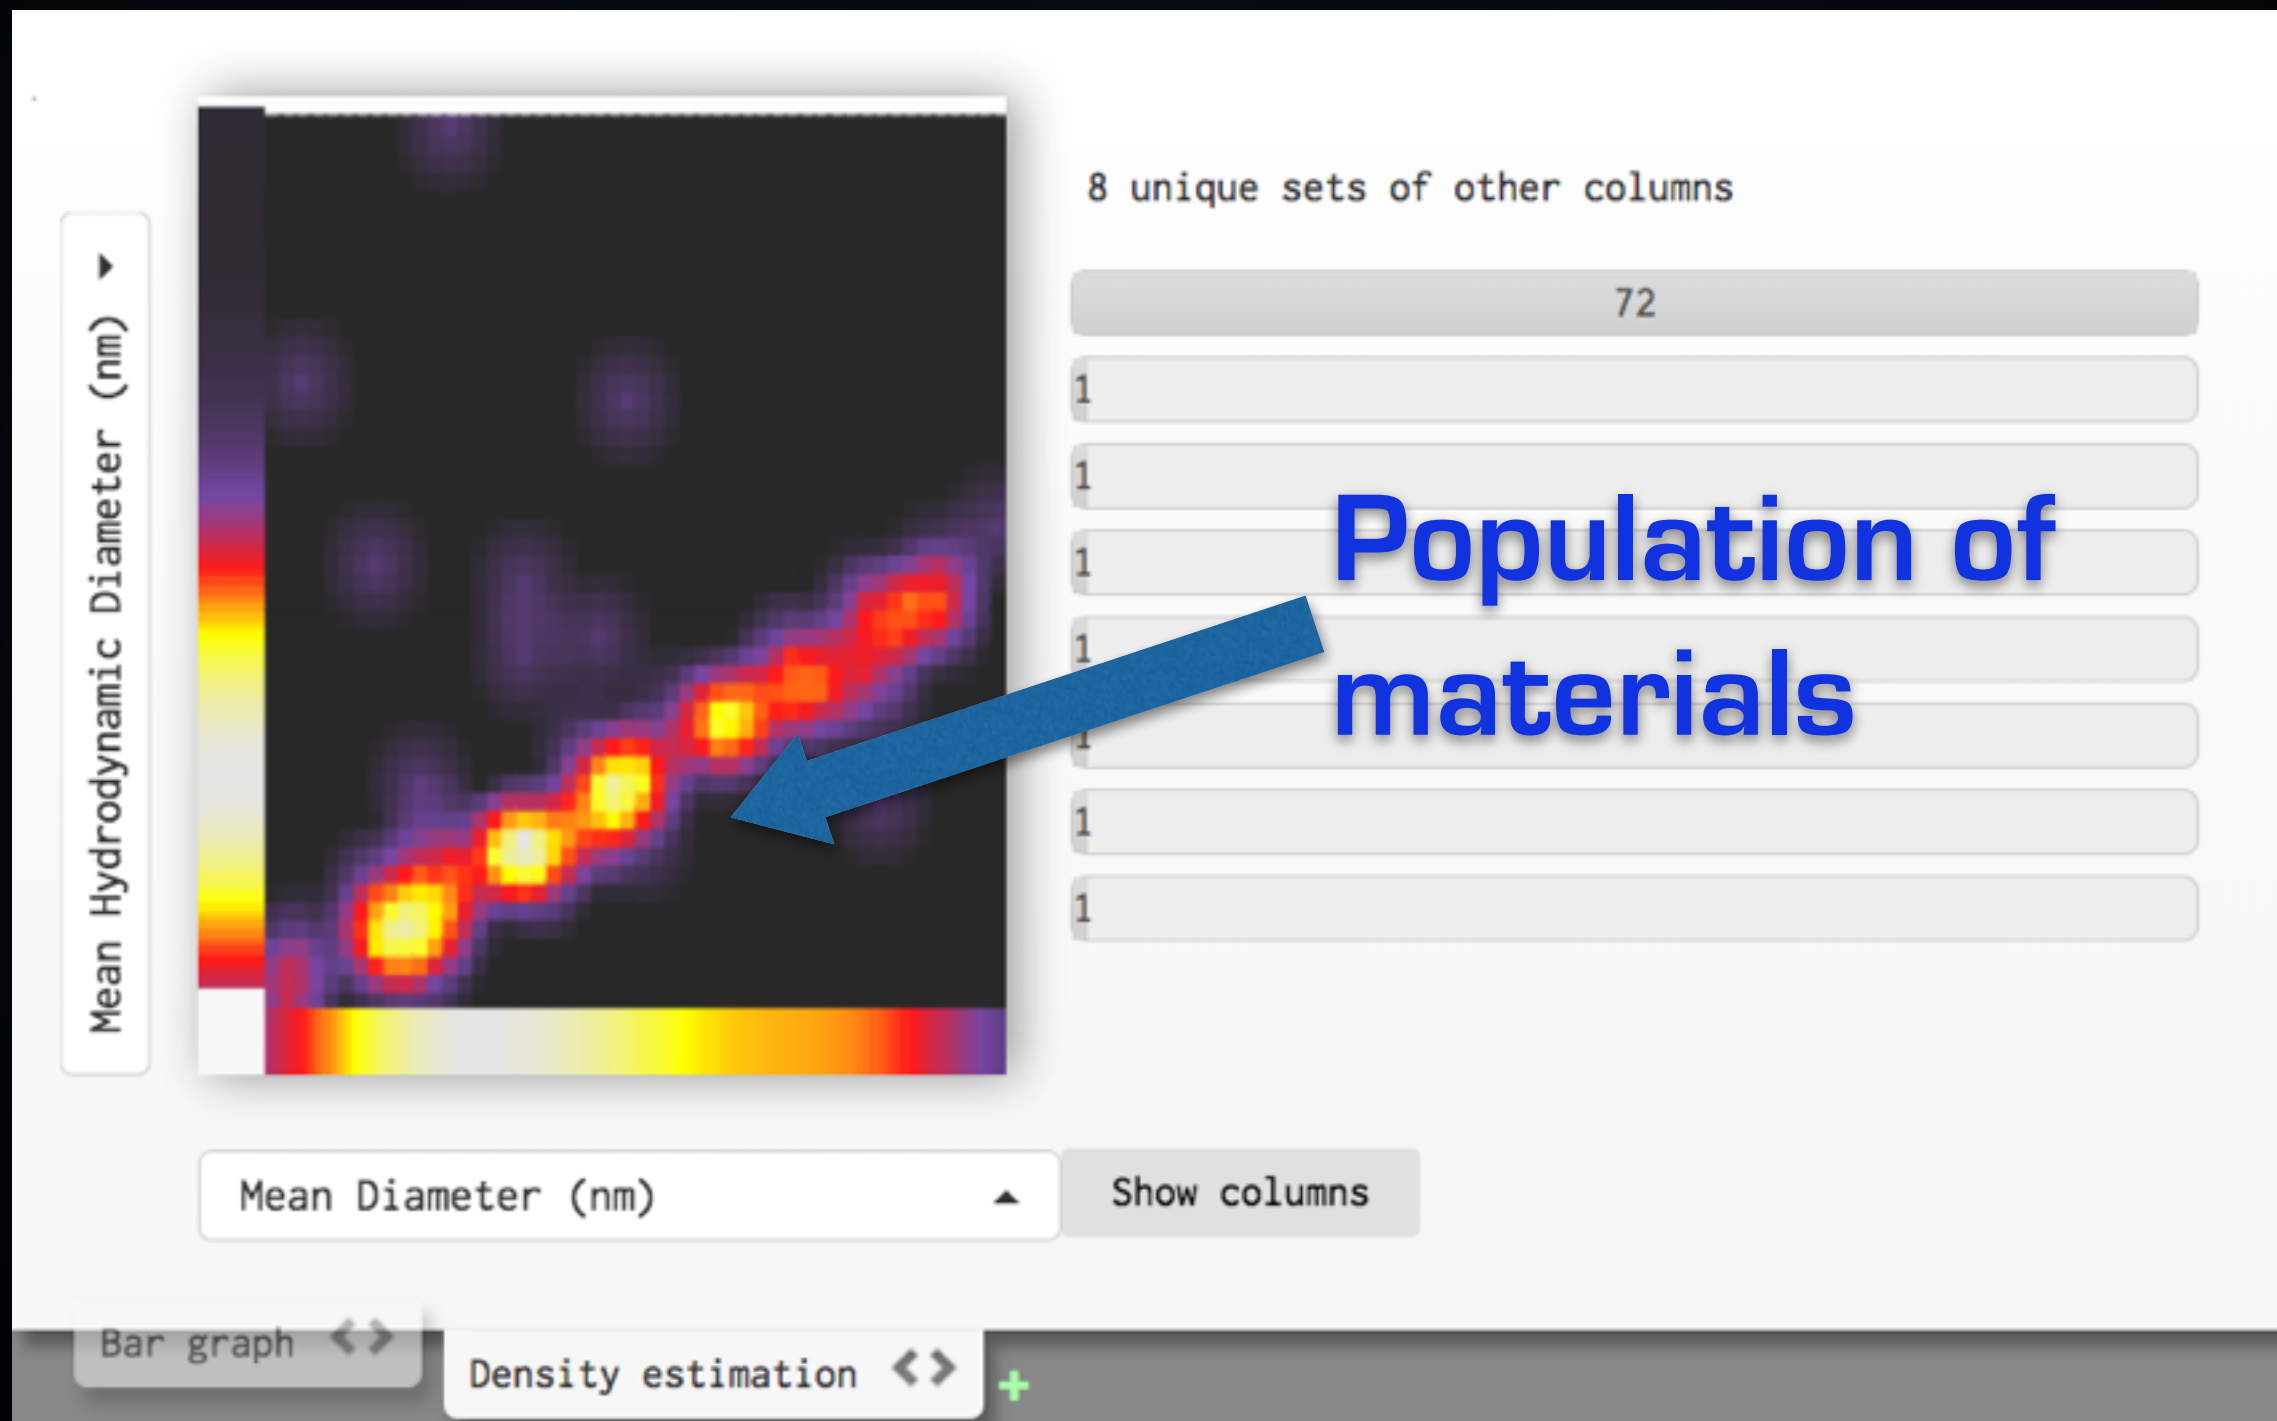 Mean Hydrodynamic Diameter (nm)
8 unique sets of other columns
72
1
1
1
1
1
1
1
Population of
materials
Mean Diameter (nm)
Show columns
Bar graph
Density estimation
+